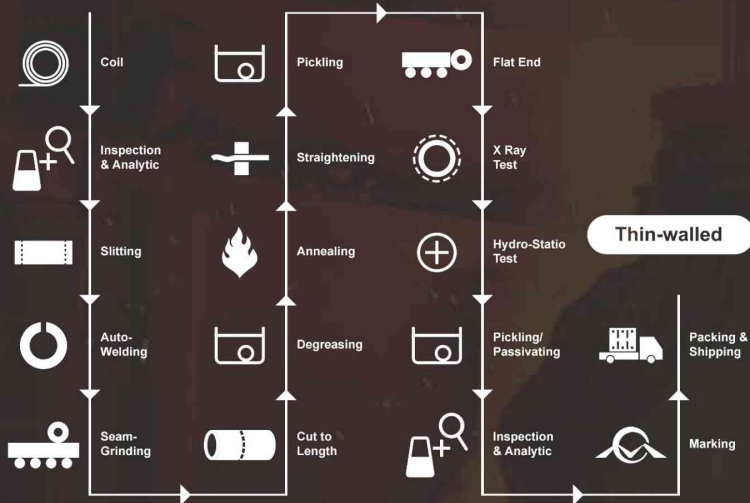 Coil
Inspection
& Analytic
Slitting
Auto-
Welding
Seam-
Grinding
Cut to
Length
Degreasing
Annealing
Straightening
Pickling
Flat End
X Ray
Test
Hydro-Statio
Test
Pickling/
Passivating
Inspection
& Analytic
Marking
Packing &
Shipping
Thin-walled